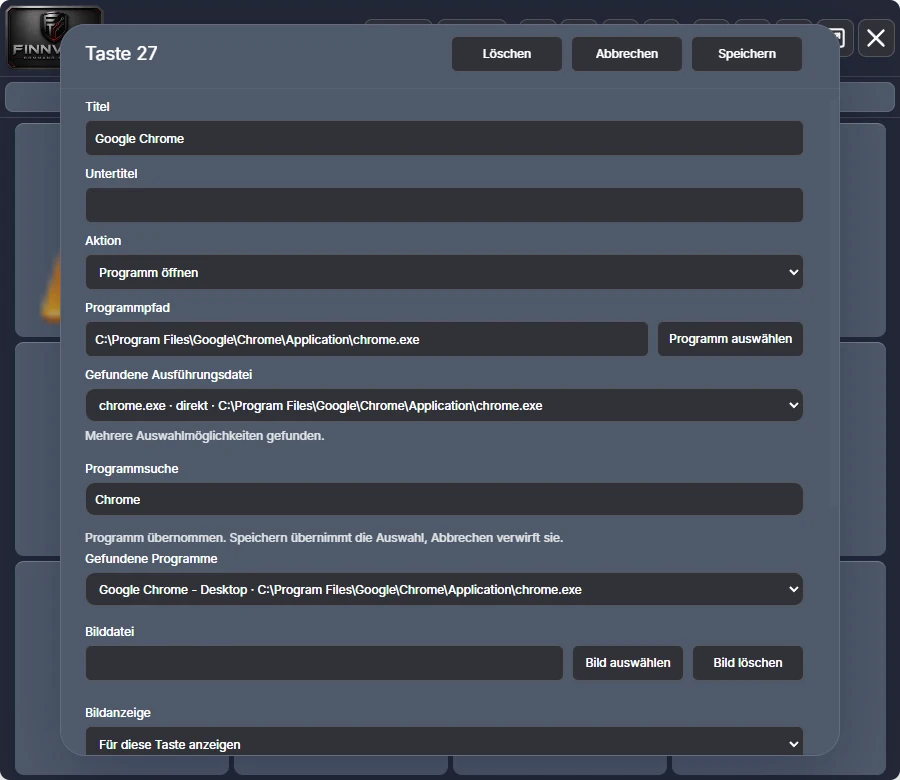 FINNV
Taste 27
Löschen
Abbrechen
Speichern
Titel
Google Chrome
Untertitel
Aktion
Programm öffnen
Programmpfad
C:\Program Files\Google\Chrome\Application\chrome.exe
Programm auswählen
Gefundene Ausführungsdatei
chrome.exe · direkt · C:\Program Files\Google\Chrome\Application\chrome.exe
Mehrere Auswahlmöglichkeiten gefunden.
Programmsuche
Chrome
Programm übernommen. Speichern übernimmt die Auswahl, Abbrechen verwirft sie.
Gefundene Programme
Google Chrome - Desktop · C:\Program Files\Google\Chrome\Application\chrome.exe
Bilddatei
Bild auswählen
Bild löschen
Bildanzeige
Für diese Taste anzeigen